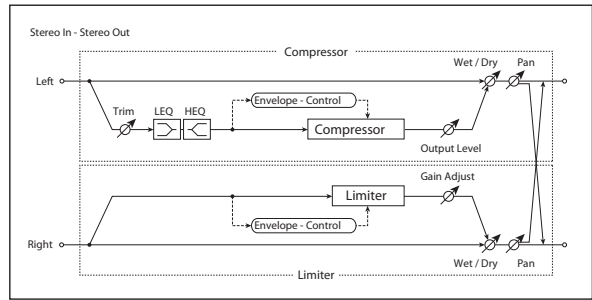 Stereo In - Stereo Out
Compressor
Wet / Dry Pan
Left
Trim LEQ HEQ
Envelope - Control
Compressor
Output Level
Gain Adjust
Limiter
Envelope - Control
Right
Wet / Dry Pan
Limiter